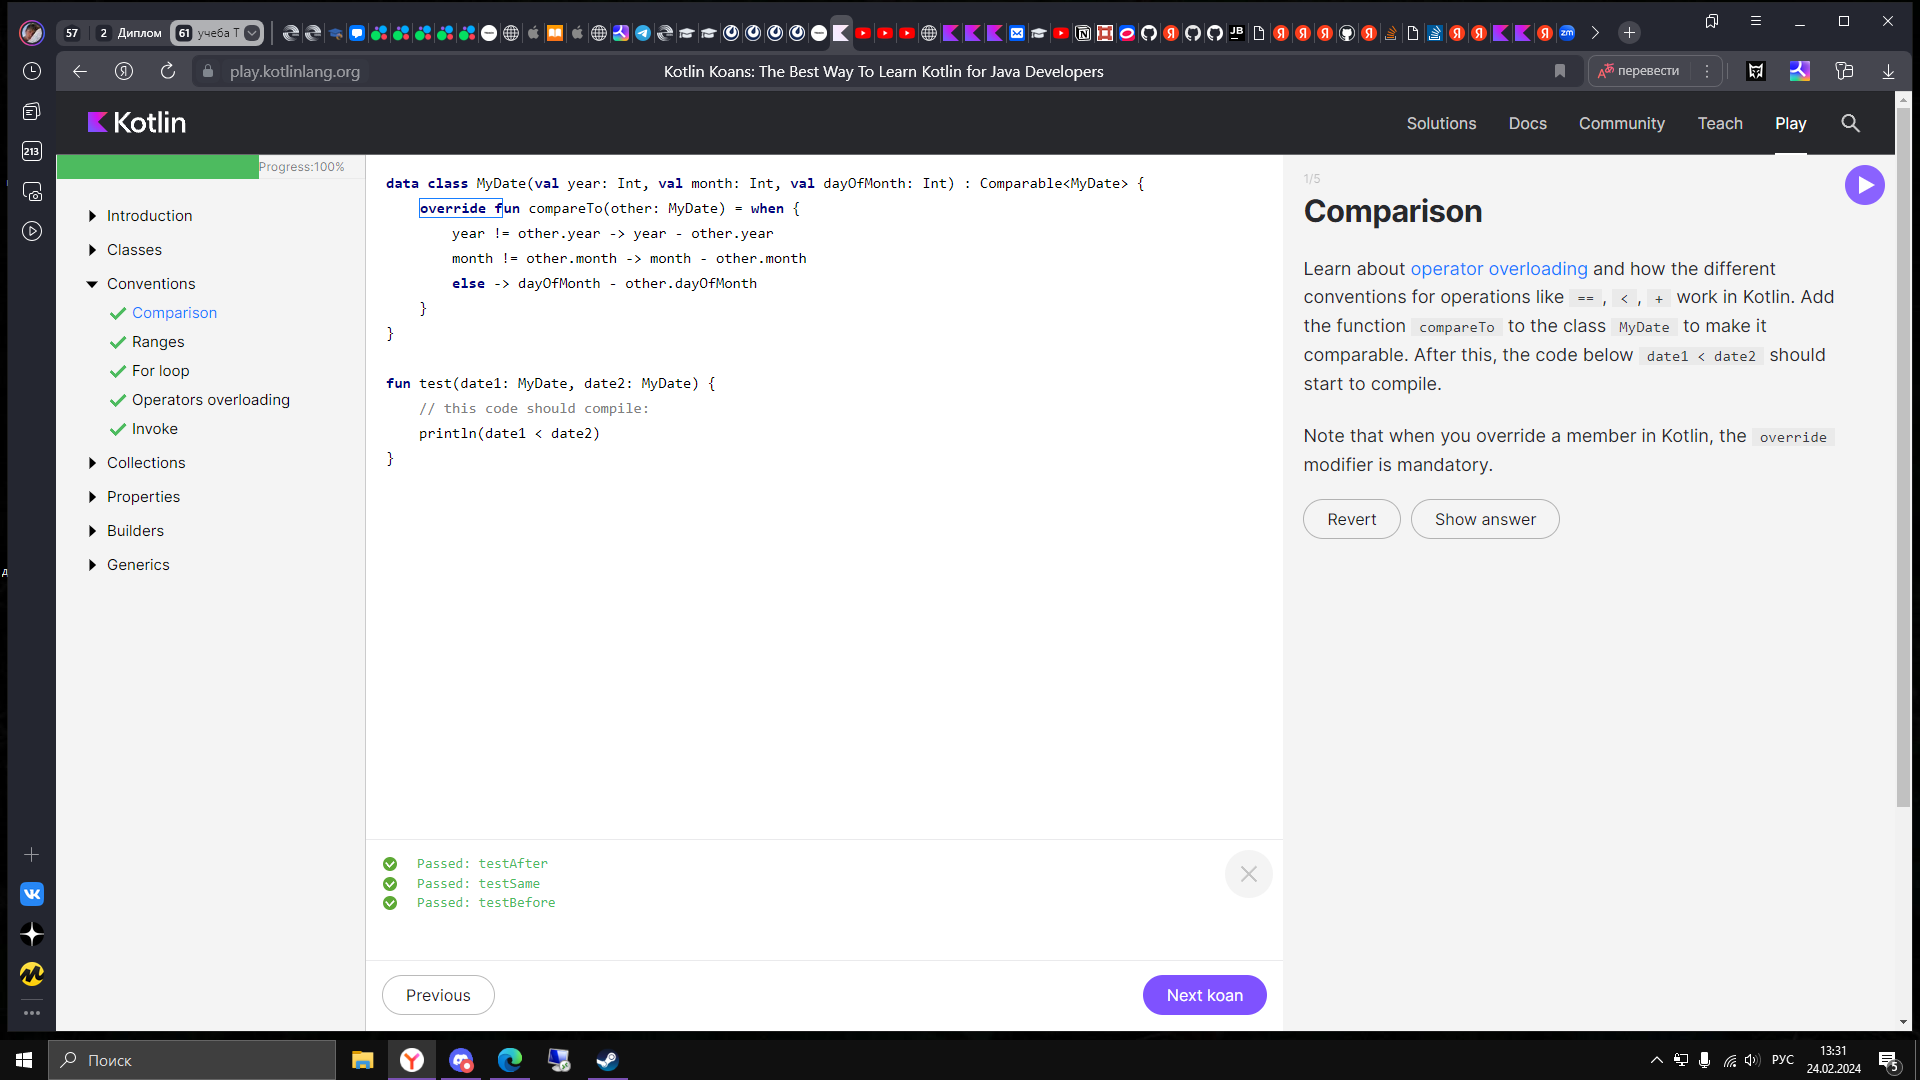 57
2 Диплом
61 учеба Т
JB
zm
play.kotlinlang.org
Kotlin Koans: The Best Way To Learn Kotlin for Java Developers
перевести
213
Kotlin
Solutions
Docs
Community
Teach
Play
Progress:100%
Introduction
Classes
Conventions
Comparison
Ranges
For loop
Operators overloading
Invoke
Collections
Properties
Builders
Generics
data class MyDate(val year: Int, val month: Int, val dayOfMonth: Int) : Comparable<MyDate> {
override fun compareTo(other: MyDate) = when {
year != other.year -> year - other.year
month != other.month -> month - other.month
else -> dayOfMonth - other.dayOfMonth
}
}
fun test(date1: MyDate, date2: MyDate) {
// this code should compile:
println(date1 < date2)
}
Passed: testAfter
Passed: testSame
Passed: testBefore
Previous
Next koan
1/5
Comparison
Learn about operator overloading and how the different
conventions for operations like == , < , + work in Kotlin. Add
the function compareTo to the class MyDate to make it
comparable. After this, the code below date1 < date2 should
start to compile.
Note that when you override a member in Kotlin, the override
modifier is mandatory.
Revert
Show answer
Поиск
РУС
13:31
24.02.2024
5